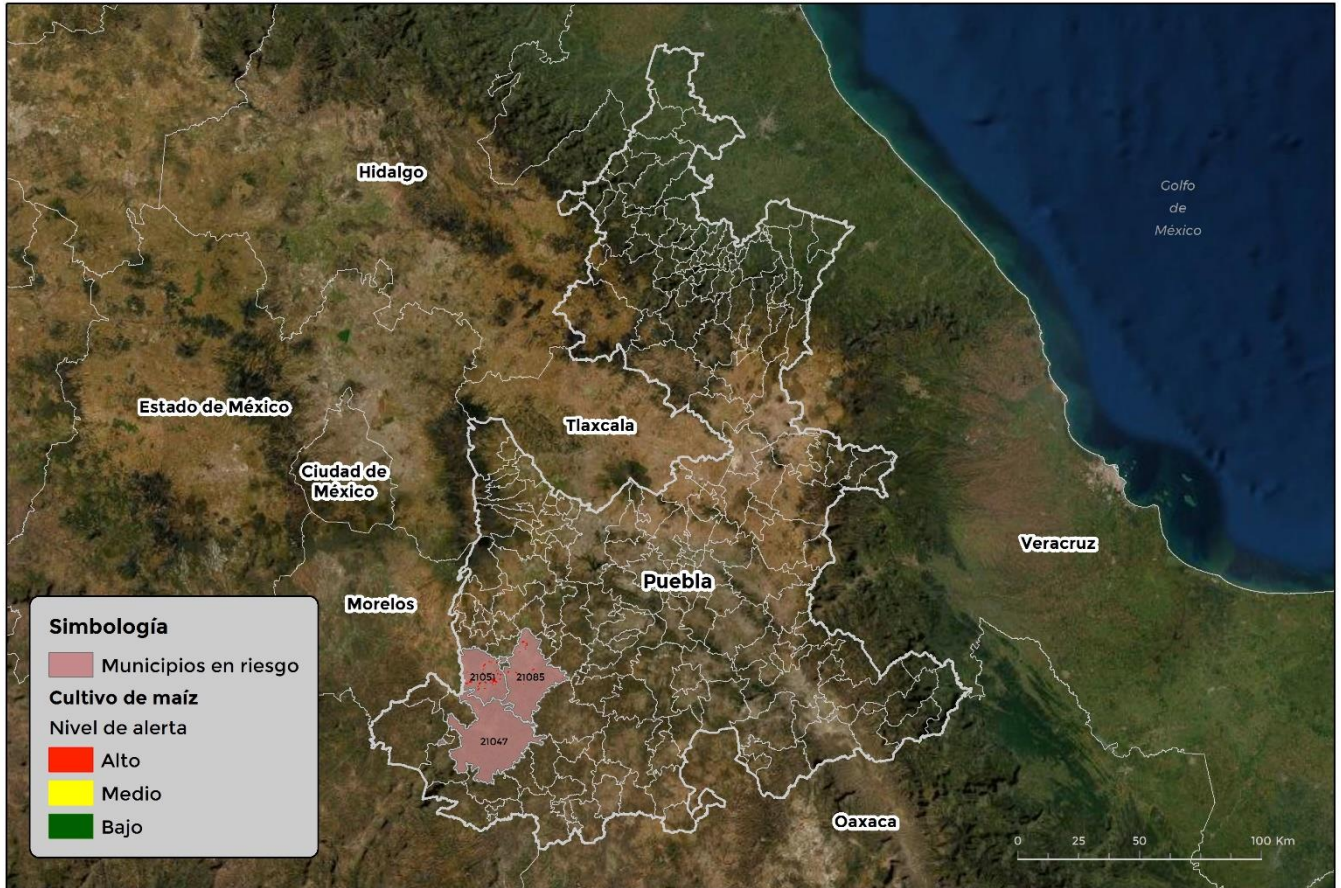 Hidalgo
Golfo
de
México
Estado de México
Tlaxcala
Ciudad de
México
Veracruz
Puebla
Morelos
Simbología
Municipios en riesgo
Cultivo de maíz
Nivel de alerta
Alto
Medio
Bajo
21051
21085
21047
Oaxaca
0 25 50 100 Km